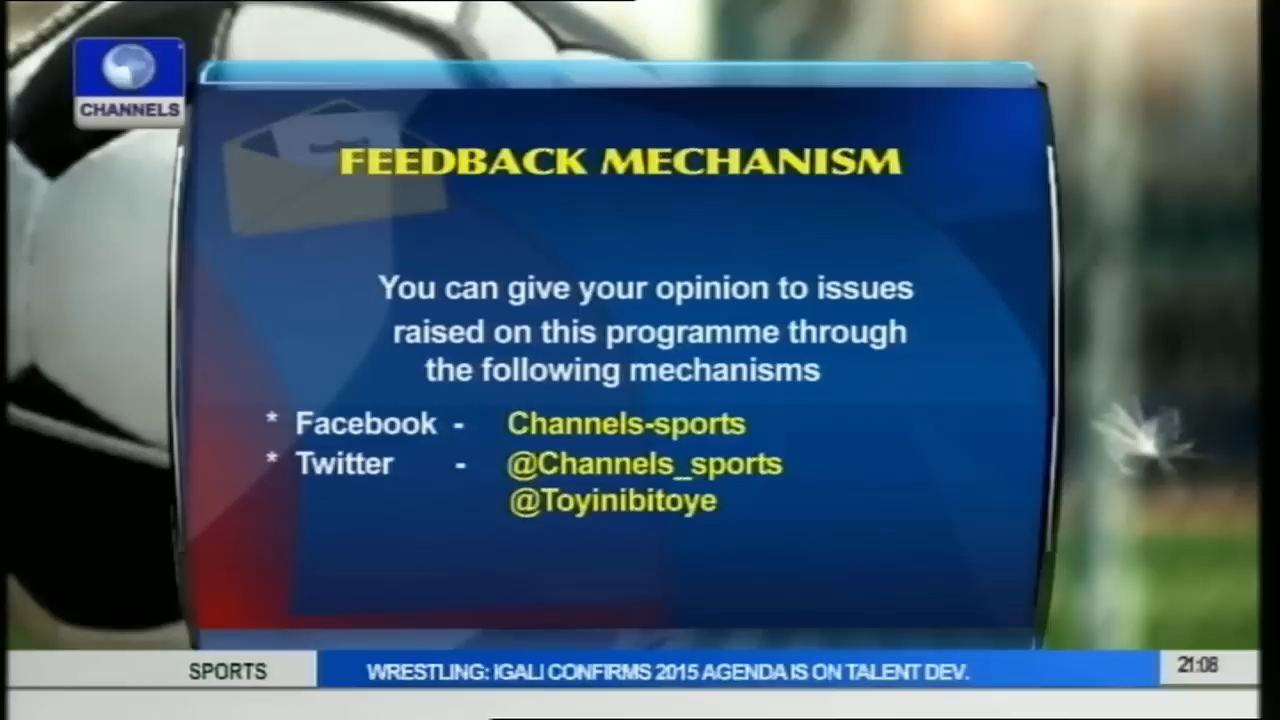 CHANNELS
FEEDBACK MECHANISM
You can give your opinion to issues
raised on this programme through
the following mechanisms
* Facebook - Channels-sports
* Twitter - @Channels_sports
@Toyinibitoye
SPORTS WRESTLING: IGALI CONFIRMS 2015 AGENDA IS ON TALENT DEV. 21:08